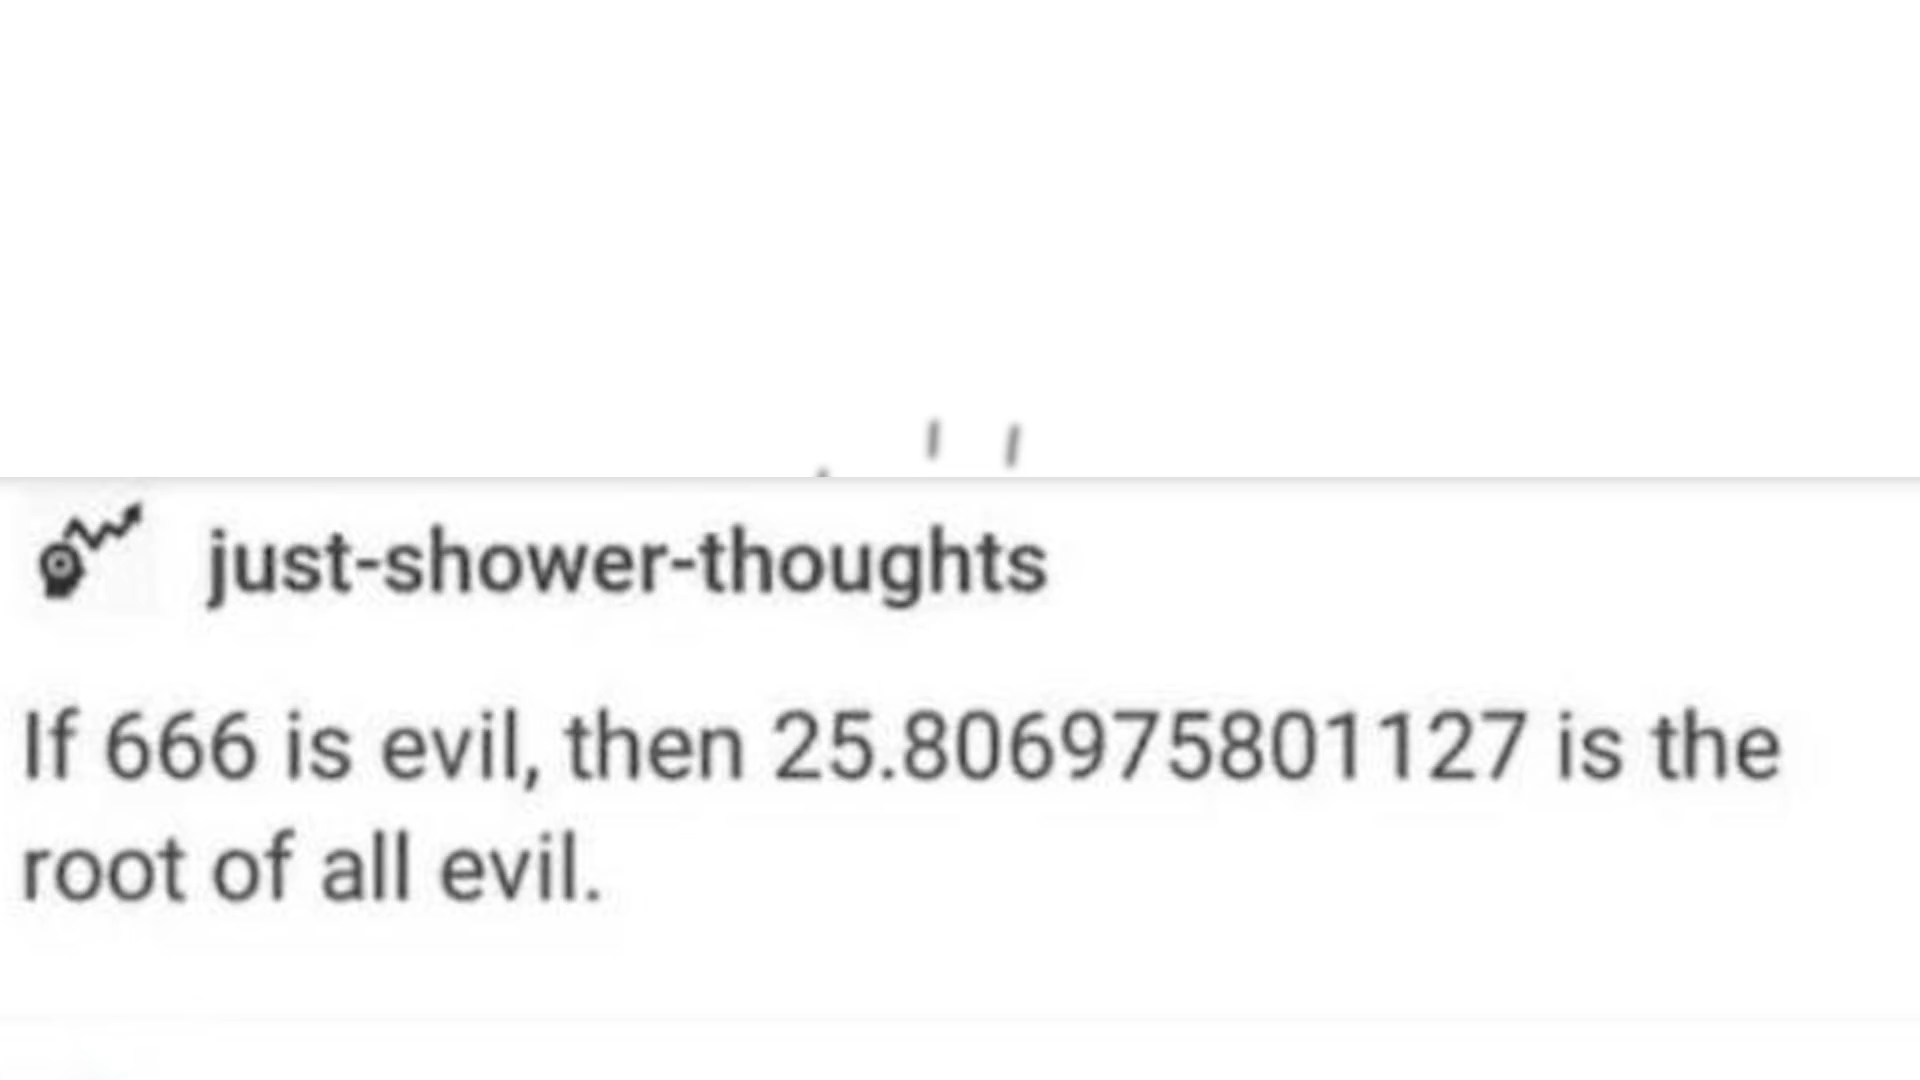 just-shower-thoughts
If 666 is evil, then 25.806975801127 is the
root of all evil.